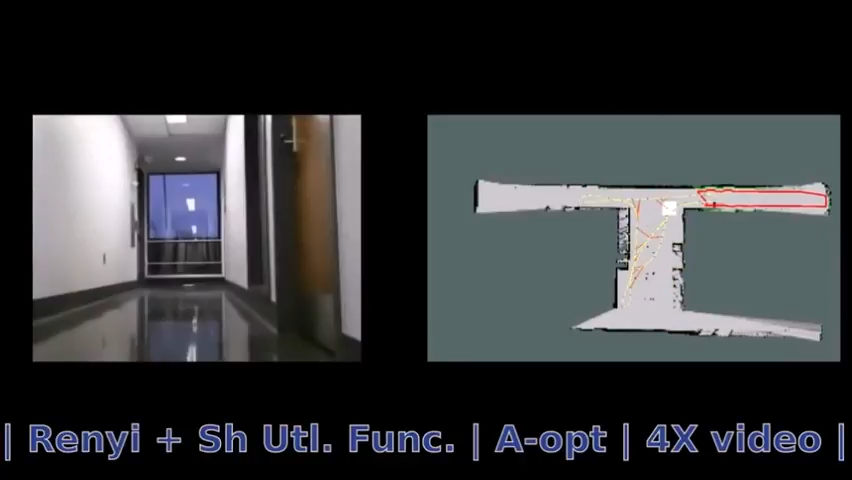 | Renyi + Sh Utl. Func. | A-opt | 4X video |